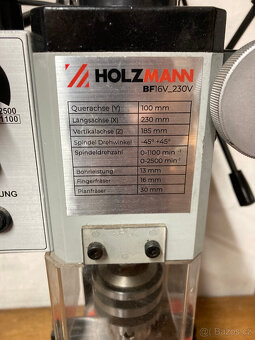 HOLZMANN
BF16V_230V
Querachse (Y) 100 mm
Längsachse (X) 230 mm
Vertikalachse (Z) 185 mm
Spindel Drehwinkel -45° +45°
Spindeldrehzahl 0-1100 min⁻¹
0-2500 min⁻¹
Bohrleistung 13 mm
Fingerfräser 16 mm
Planfräser 30 mm
2500
1100
UNG